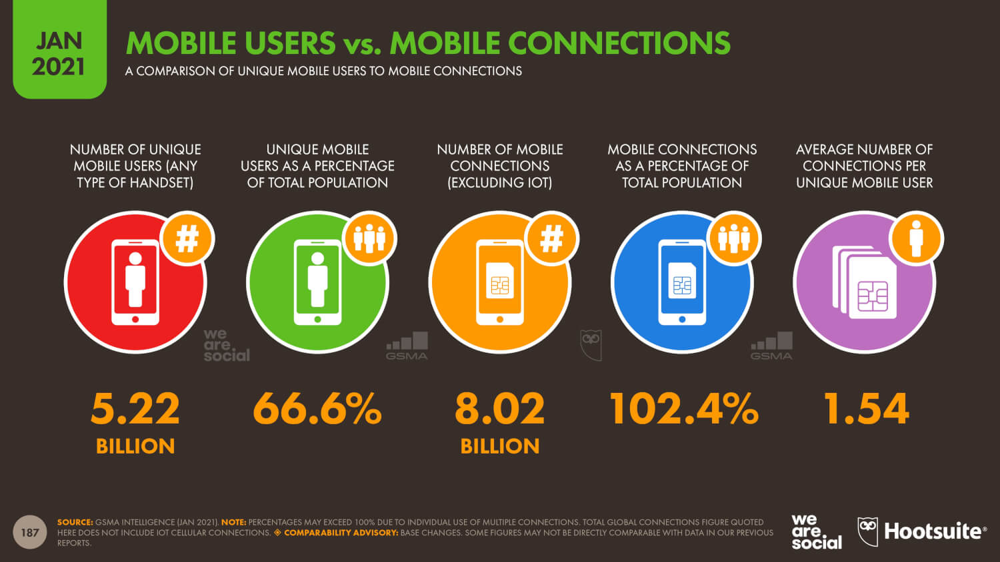 JAN
2021
MOBILE USERS vs. MOBILE CONNECTIONS
A COMPARISON OF UNIQUE MOBILE USERS TO MOBILE CONNECTIONS
NUMBER OF UNIQUE
MOBILE USERS (ANY
TYPE OF HANDSET)
UNIQUE MOBILE
USERS AS A PERCENTAGE
OF TOTAL POPULATION
NUMBER OF MOBILE
CONNECTIONS
(EXCLUDING IOT)
MOBILE CONNECTIONS
AS A PERCENTAGE OF
TOTAL POPULATION
AVERAGE NUMBER OF
CONNECTIONS PER
UNIQUE MOBILE USER
#
#
we
are.
social
GSMA
GSMA
5.22
BILLION
66.6%
8.02
BILLION
102.4%
1.54
187
SOURCE: GSMA INTELLIGENCE (JAN 2021). NOTE: PERCENTAGES MAY EXCEED 100% DUE TO INDIVIDUAL USE OF MULTIPLE CONNECTIONS. TOTAL GLOBAL CONNECTIONS FIGURE QUOTED
HERE DOES NOT INCLUDE IOT CELLULAR CONNECTIONS. ◈ COMPARABILITY ADVISORY: BASE CHANGES. SOME FIGURES MAY NOT BE DIRECTLY COMPARABLE WITH DATA IN OUR PREVIOUS
REPORTS.
we
are.
social
Hootsuite®